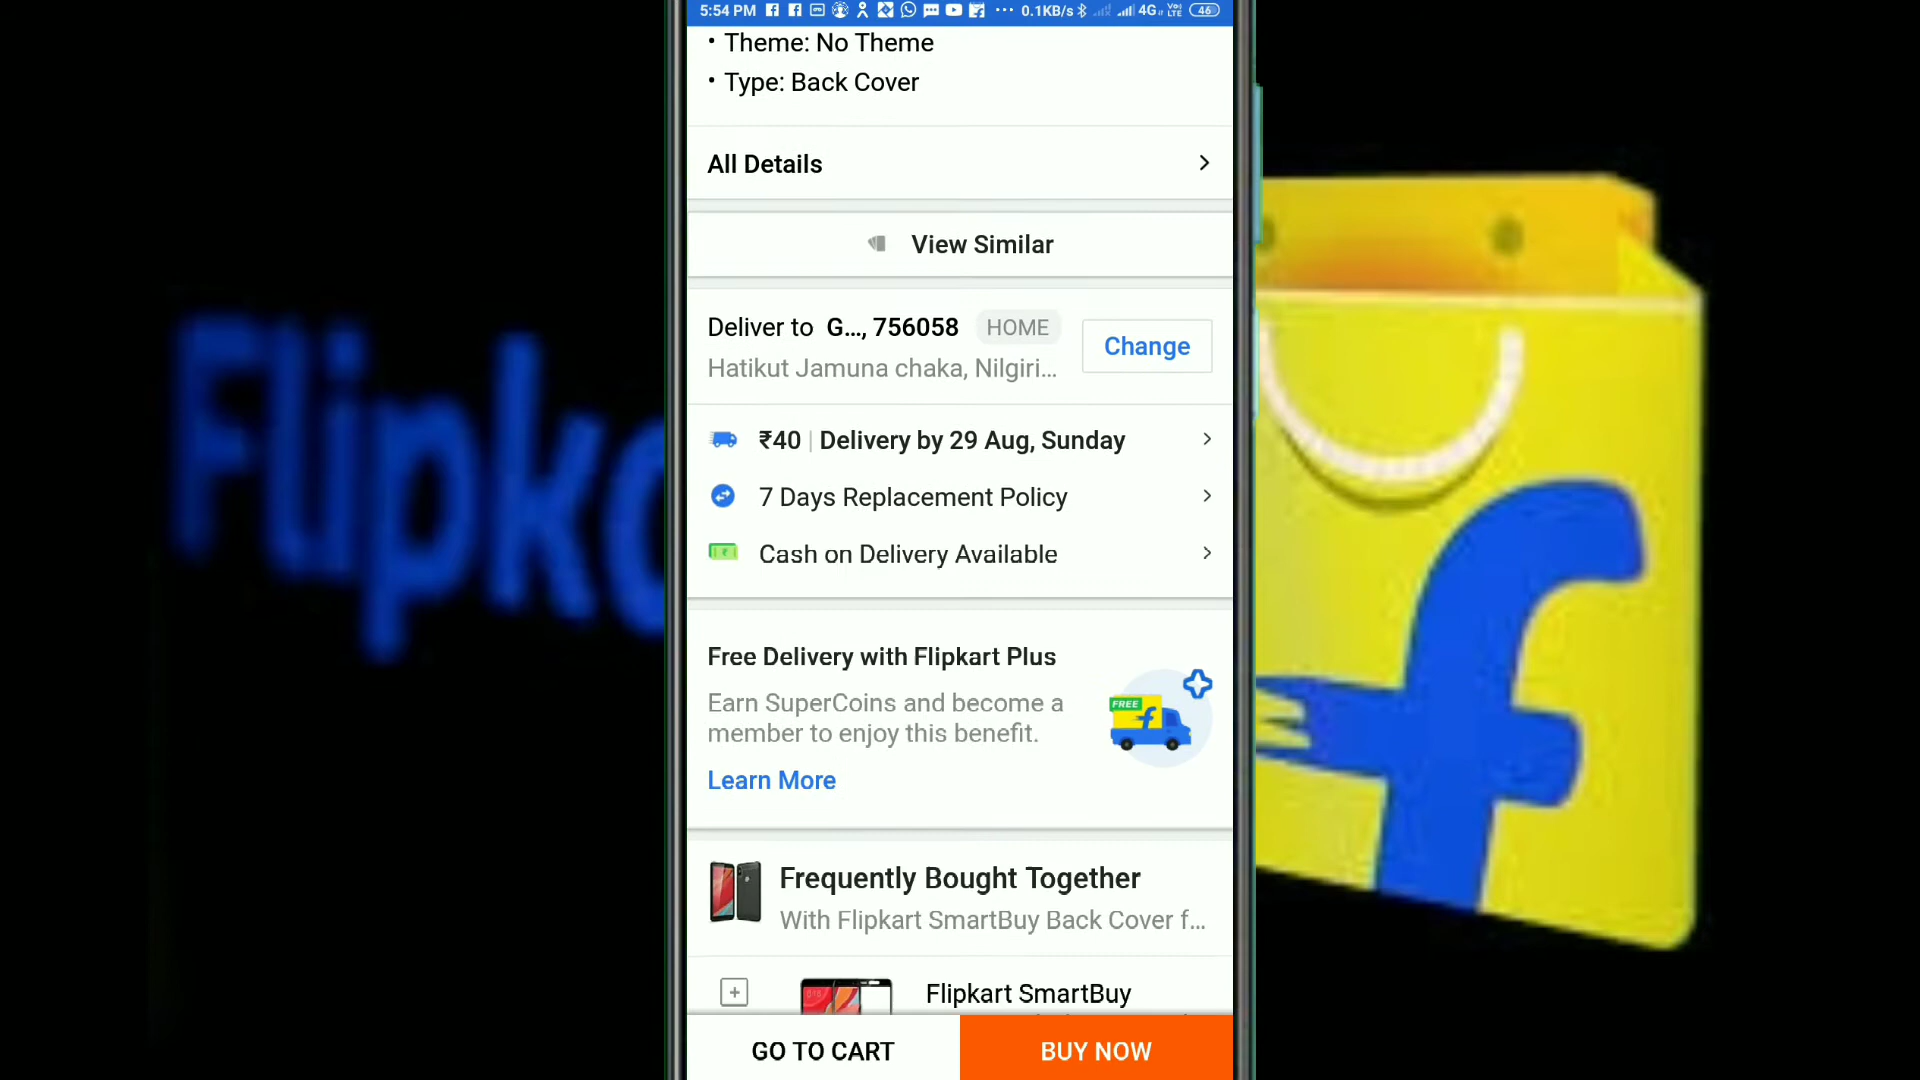 5:54 PM 0.1KB/s 4G VoLTE 46
• Theme: No Theme
• Type: Back Cover
All Details
View Similar
Deliver to G..., 756058 HOME
Change
Hatikut Jamuna chaka, Nilgiri...
₹40 | Delivery by 29 Aug, Sunday
7 Days Replacement Policy
Cash on Delivery Available
Free Delivery with Flipkart Plus
Earn SuperCoins and become a
member to enjoy this benefit.
FREE
Learn More
Frequently Bought Together
With Flipkart SmartBuy Back Cover f...
Flipkart SmartBuy
GO TO CART
BUY NOW
Flipk